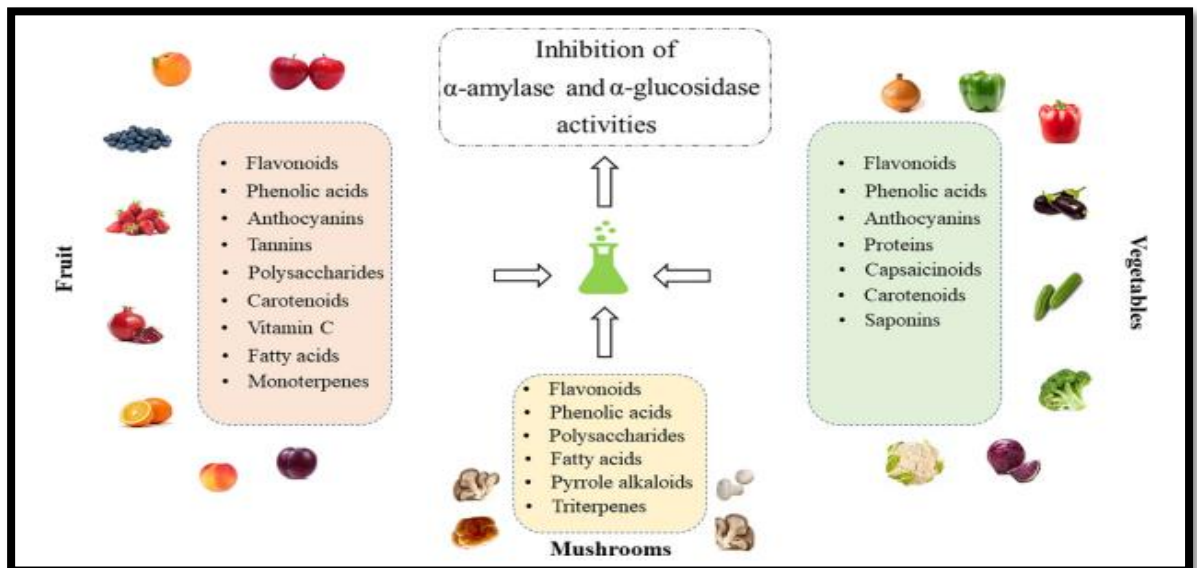 Inhibition of
α-amylase and α-glucosidase
activities
Fruit
• Flavonoids
• Phenolic acids
• Anthocyanins
• Tannins
• Polysaccharides
• Carotenoids
• Vitamin C
• Fatty acids
• Monoterpenes
• Flavonoids
• Phenolic acids
• Polysaccharides
• Fatty acids
• Pyrrole alkaloids
• Triterpenes
Mushrooms
• Flavonoids
• Phenolic acids
• Anthocyanins
• Proteins
• Capsaicinoids
• Carotenoids
• Saponins
Vegetables